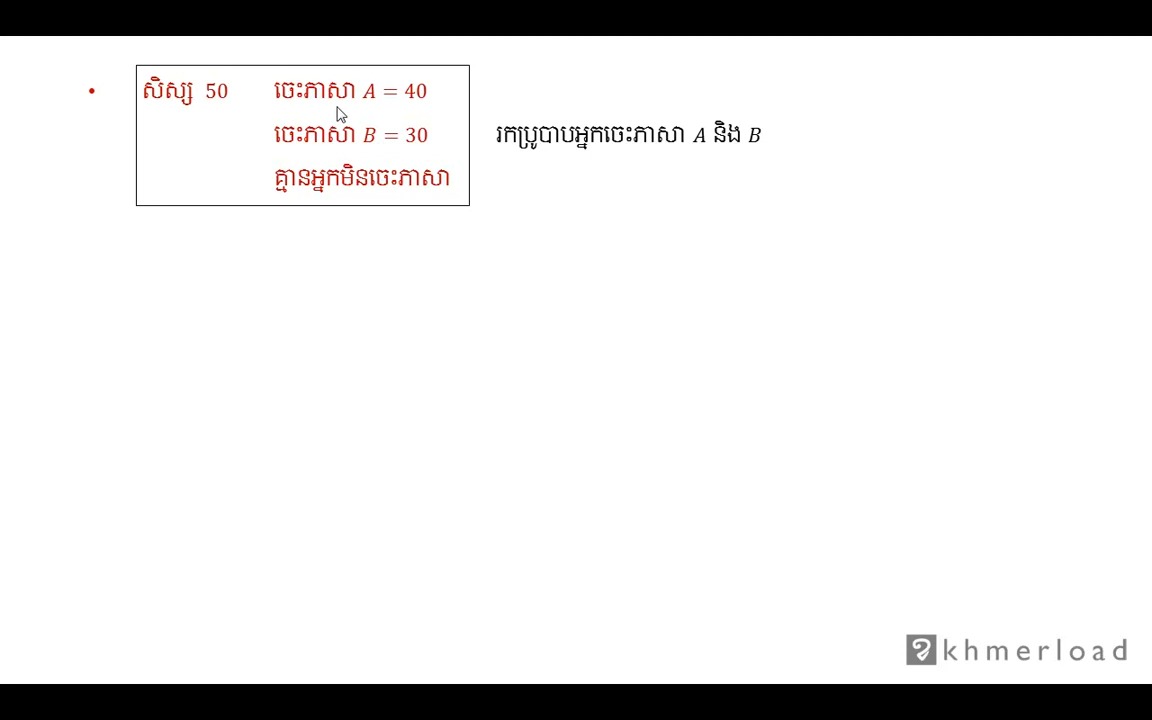 • សិស្ស 50 ចេះភាសា A = 40
ចេះភាសា B = 30 រកប្រូបាបអ្នកចេះភាសា A និង B
គ្មានអ្នកមិនចេះភាសា
khmerload